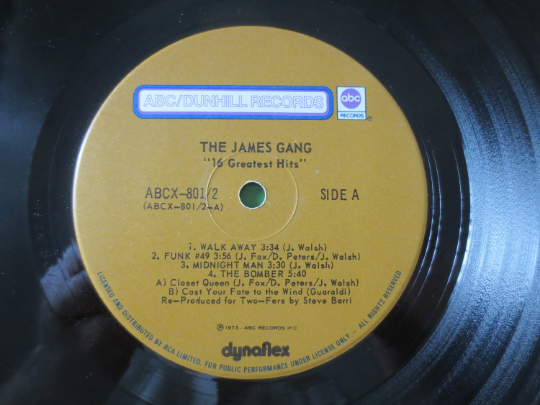 ABC/DUNHILL RECORDS
abc
RECORDS
THE JAMES GANG
"16 Greatest Hits"
ABCX-801/2
(ABCX-801/2-A)
SIDE A
1. WALK AWAY 3:34 (J. Walsh)
2. FUNK #49 3:56 (J. Fox/D. Peters/J. Walsh)
3. MIDNIGHT MAN 3:30 (J. Walsh)
4. THE BOMBER 5:40
A) Closet Queen (J. Fox/D. Peters/J. Walsh)
B) Cast Your Fate to the Wind (Guaraldi)
Re-Produced for Two-Fers by Steve Barri
℗ 1973 - ABC RECORDS INC
dynaflex
LICENSED AND DISTRIBUTED BY RCA LIMITED. FOR PUBLIC PERFORMANCE UNDER LICENSE ONLY - ALL RIGHTS RESERVED